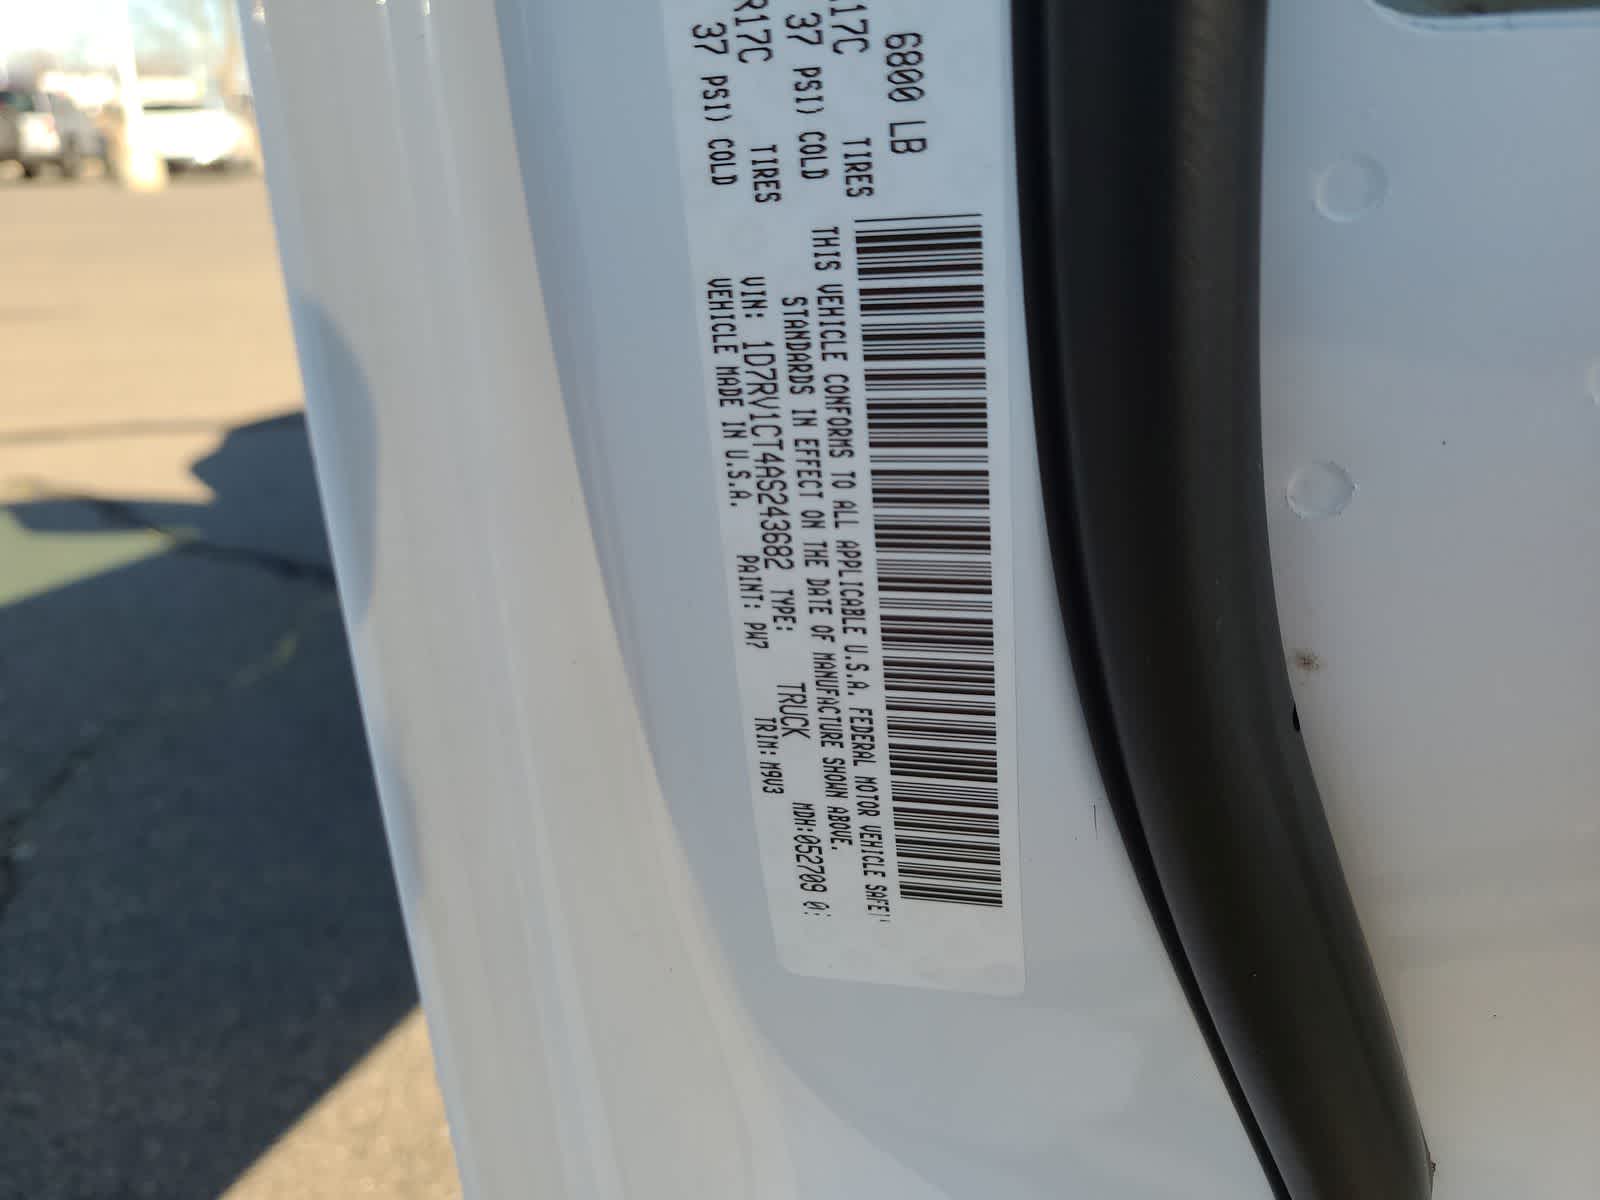 6800 LB
17C TIRES
37 PSI) COLD
R17C TIRES
37 PSI) COLD
THIS VEHICLE CONFORMS TO ALL APPLICABLE U.S.A. FEDERAL MOTOR VEHICLE SAFET
STANDARDS IN EFFECT ON THE DATE OF MANUFACTURE SHOWN ABOVE.
VIN: 1D7RV1CT4AS243682 TYPE: TRUCK MDH:052709 0
VEHICLE MADE IN U.S.A. PAINT: PW7 TRIM: M9V3